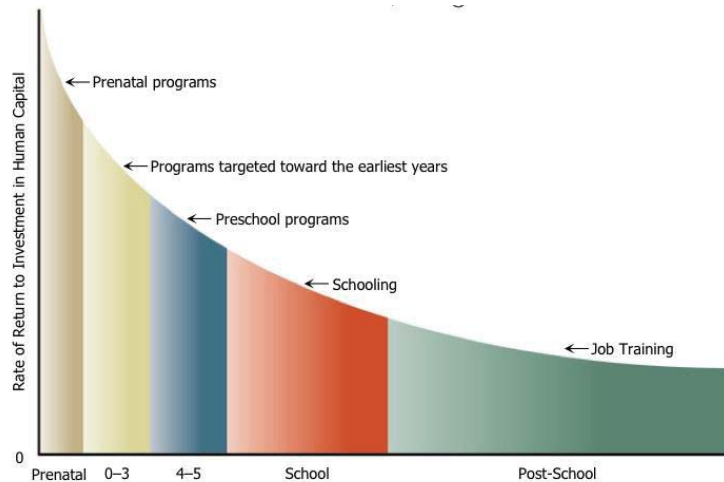 Prenatal programs
Programs targeted toward the earliest years
Preschool programs
Schooling
Job Training
Rate of Return to Investment in Human Capital
0
Prenatal
0–3
4–5
School
Post-School